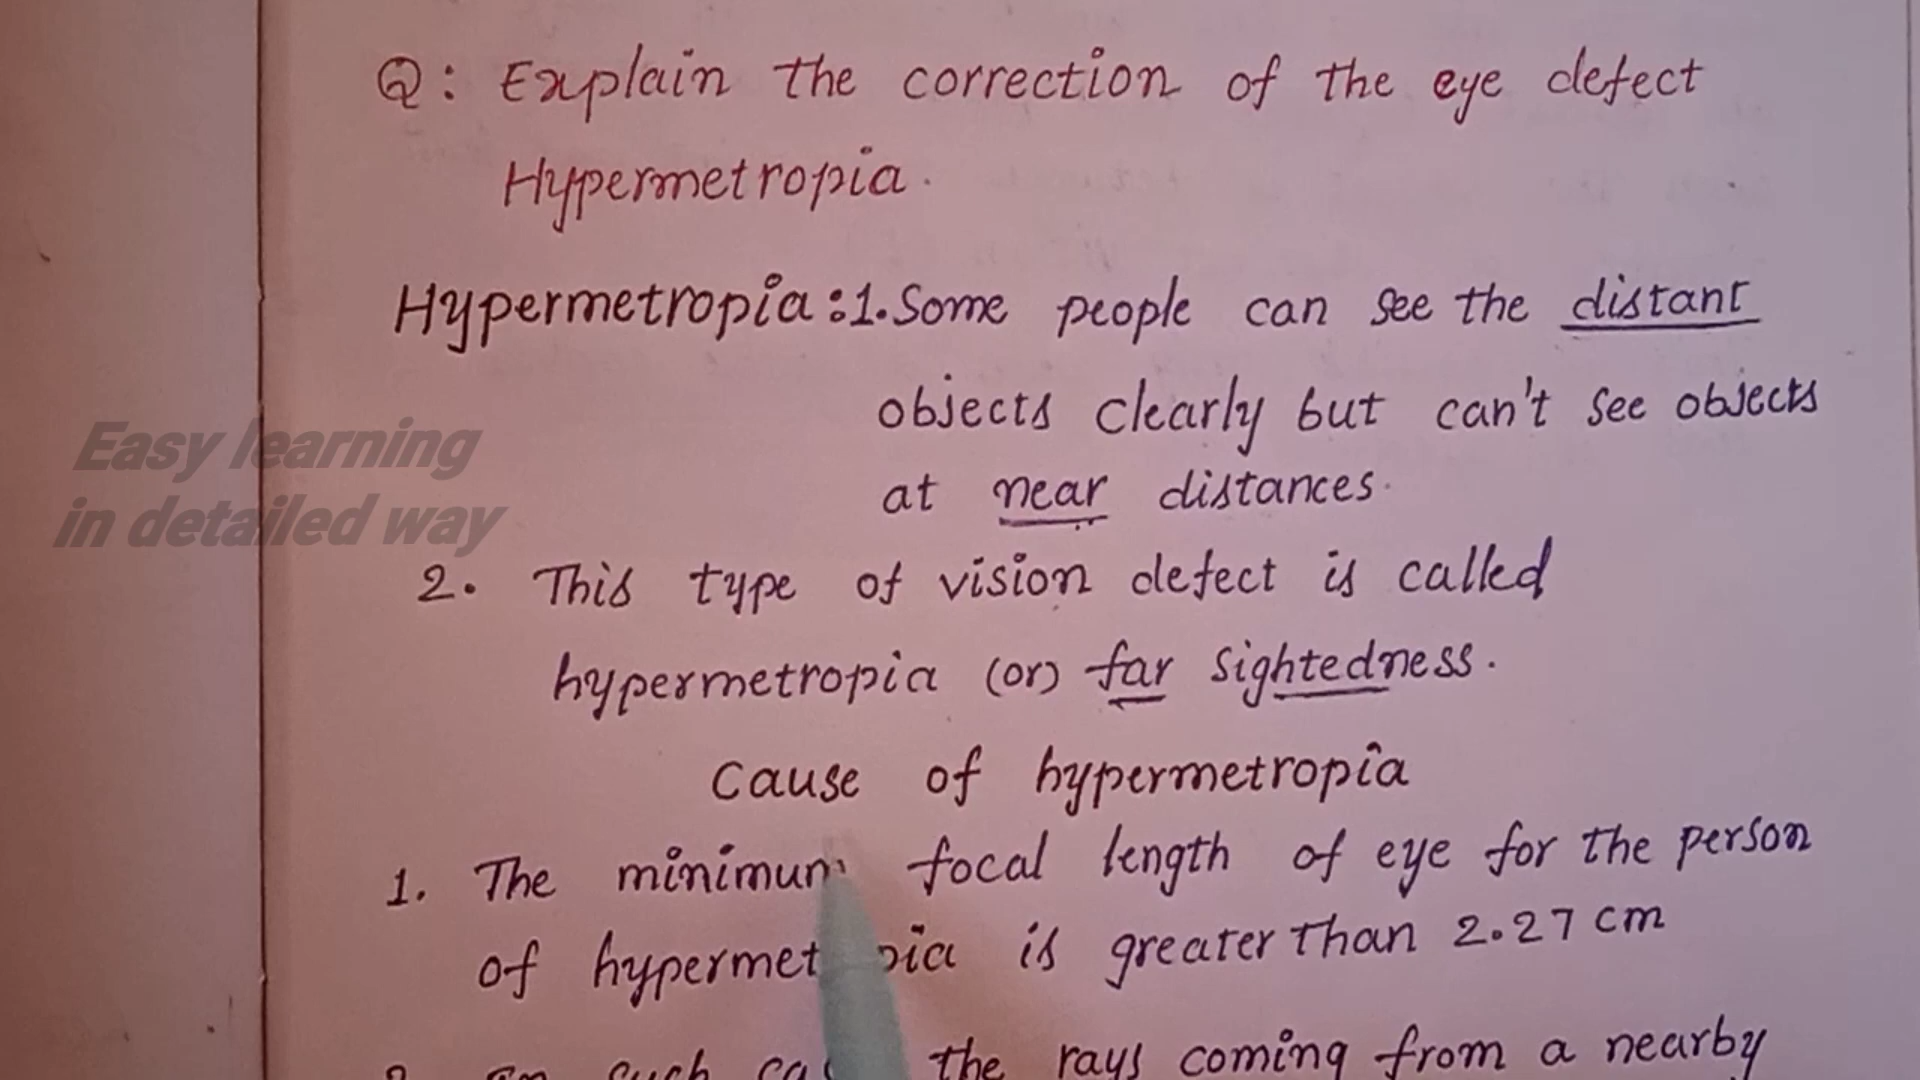 Q: Explain the correction of the eye defect
Hypermetropia.
Hypermetropia: 1. Some people can see the distant
objects clearly but can't see objects
at near distances.
Easy learning
in detailed way
2. This type of vision defect is called
hypermetropia (or) far sightedness.
Cause of hypermetropia
1. The minimum focal length of eye for the person
of hypermetropia is greater than 2.27 cm
such the rays coming from a nearby